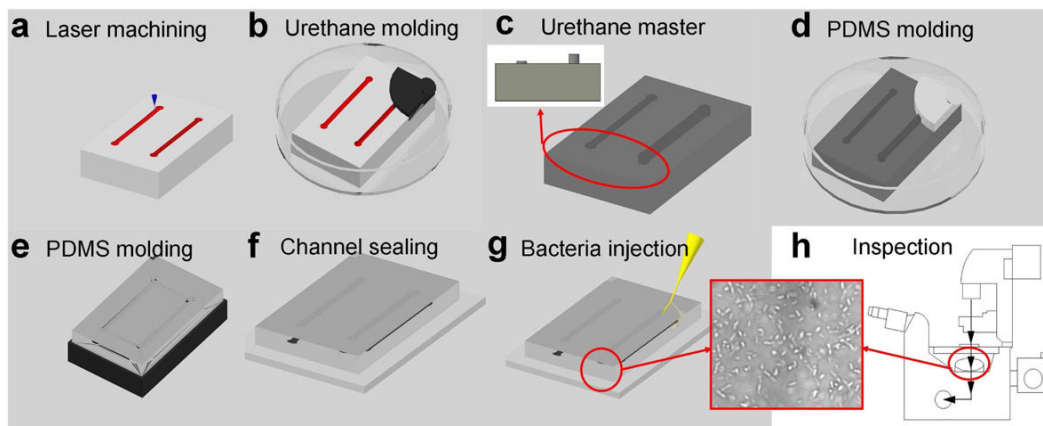 a Laser machining
b Urethane molding
c Urethane master
d PDMS molding
e PDMS molding
f Channel sealing
g Bacteria injection
h Inspection